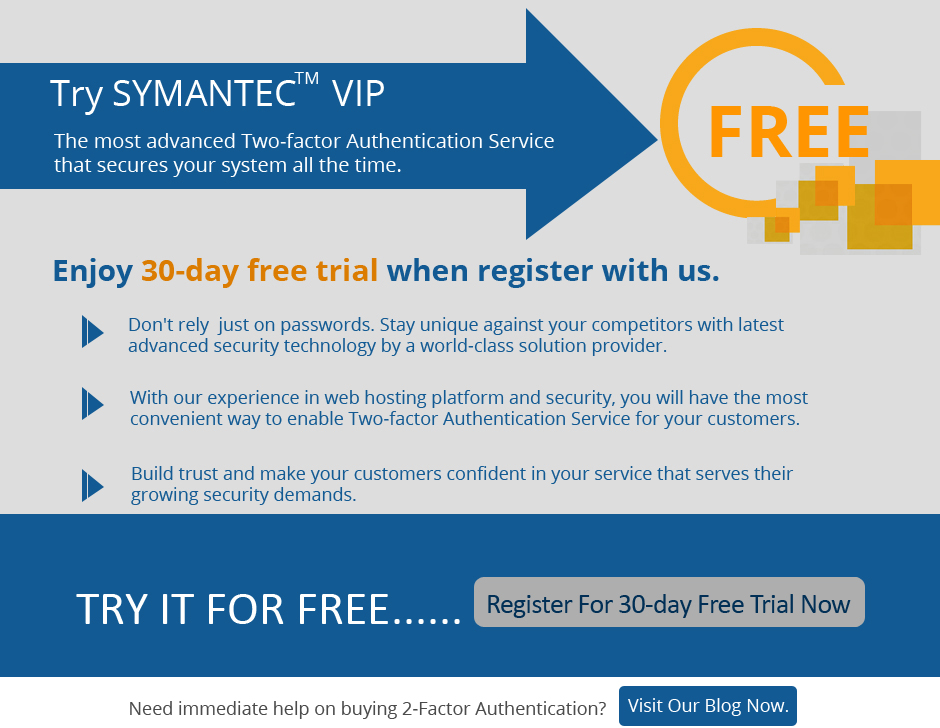 Try SYMANTEC™ VIP
The most advanced Two-factor Authentication Service
that secures your system all the time.
FREE
Enjoy 30-day free trial when register with us.
Don't rely  just on passwords. Stay unique against your competitors with latest
advanced security technology by a world-class solution provider.
With our experience in web hosting platform and security, you will have the most
convenient way to enable Two-factor Authentication Service for your customers.
Build trust and make your customers confident in your service that serves their
growing security demands.
TRY IT FOR FREE......
Register For 30-day Free Trial Now
Need immediate help on buying 2-Factor Authentication?
Visit Our Blog Now.